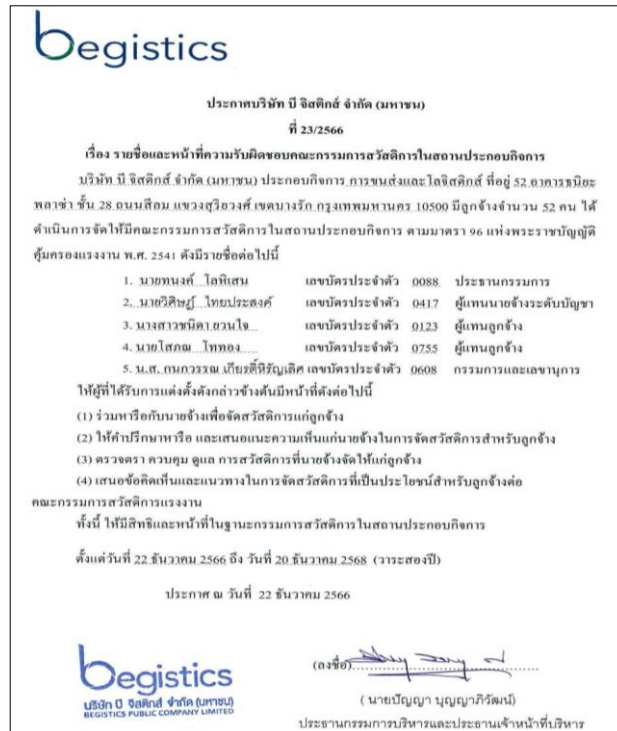 begistics
ประกาศบริษัท บี จิสติกส์ จำกัด (มหาชน)
ที่ 23/2566
เรื่อง รายชื่อและหน้าที่ความรับผิดชอบคณะกรรมการสวัสดิการในสถานประกอบกิจการ
บริษัท บี จิสติกส์ จำกัด (มหาชน) ประกอบกิจการ การขนส่งและโลจิสติกส์ ที่อยู่ 52 อาคารธนิยะ
พลาซ่า ชั้น 28 ถนนสีลม แขวงสุริยวงศ์ เขตบางรัก กรุงเทพมหานคร 10500 มีลูกจ้างจำนวน 52 คน ได้
ดำเนินการจัดให้มีคณะกรรมการสวัสดิการในสถานประกอบกิจการ ตามมาตรา 96 แห่งพระราชบัญญัติ
คุ้มครองแรงงาน พ.ศ. 2541 ดังมีรายชื่อต่อไปนี้
1. นายทนงค์ โลหิเสน เลขบัตรประจำตัว 0088 ประธานกรรมการ
2. นายวิศิษฏ์ ไทยประสงค์ เลขบัตรประจำตัว 0417 ผู้แทนนายจ้างระดับบัญชา
3. นางสาวชนิดา ยวนใจ เลขบัตรประจำตัว 0123 ผู้แทนลูกจ้าง
4. นายโสภณ โททอง เลขบัตรประจำตัว 0755 ผู้แทนลูกจ้าง
5. น.ส. กนกวรรณ เกียรติ์หิรัญเลิศ เลขบัตรประจำตัว 0608 กรรมการและเลขานุการ
ให้ผู้ที่ได้รับการแต่งตั้งดังกล่าวข้างต้นมีหน้าที่ดังต่อไปนี้
(1) ร่วมหารือกับนายจ้างเพื่อจัดสวัสดิการแก่ลูกจ้าง
(2) ให้คำปรึกษาหารือ และเสนอแนะความเห็นแก่นายจ้างในการจัดสวัสดิการสำหรับลูกจ้าง
(3) ตรวจตรา ควบคุม ดูแล การสวัสดิการที่นายจ้างจัดให้แก่ลูกจ้าง
(4) เสนอข้อคิดเห็นและแนวทางในการจัดสวัสดิการที่เป็นประโยชน์สำหรับลูกจ้างต่อ
คณะกรรมการสวัสดิการแรงงาน
ทั้งนี้ ให้มีสิทธิและหน้าที่ในฐานะกรรมการสวัสดิการในสถานประกอบกิจการ
ตั้งแต่วันที่ 22 ธันวาคม 2566 ถึง วันที่ 20 ธันวาคม 2568 (วาระสองปี)
ประกาศ ณ วันที่ 22 ธันวาคม 2566
begistics
บริษัท บี จิสติกส์ จำกัด (มหาชน)
BEGISTICS PUBLIC COMPANY LIMITED
(ลงชื่อ)
( นายปัญญา บุญญาภิวัฒน์)
ประธานกรรมการบริหารและประธานเจ้าหน้าที่บริหาร